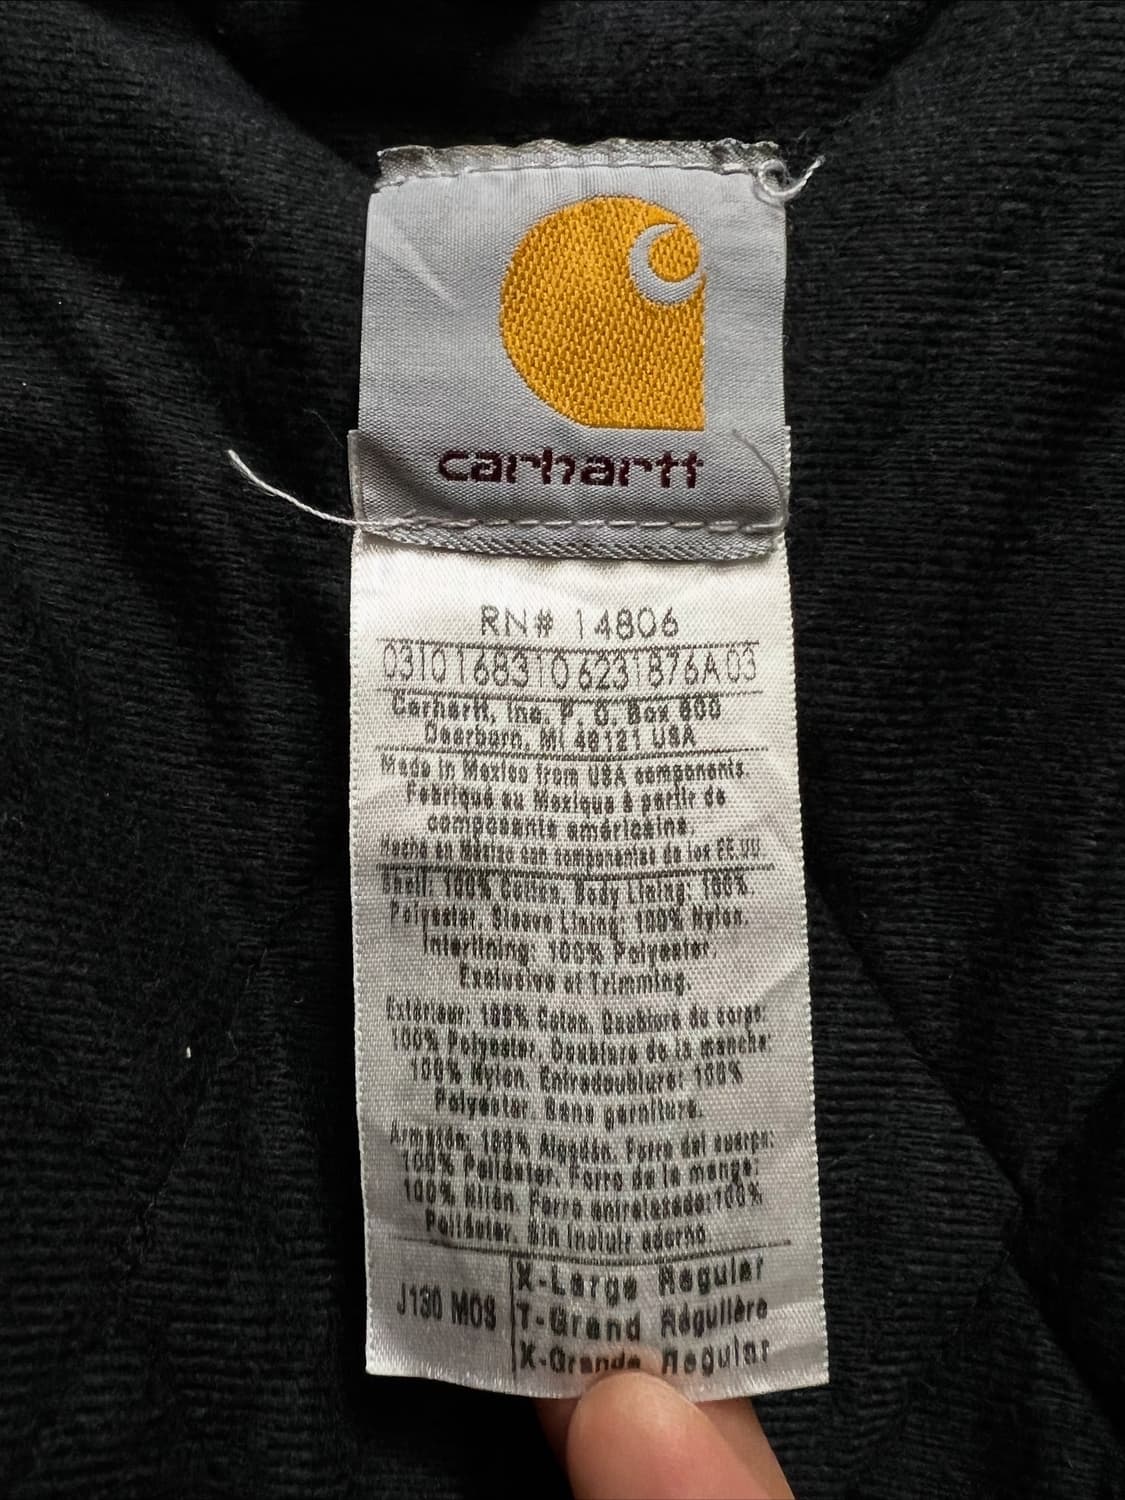 carhartt
RN# 14806
0310168310623 1876A03
Carhartt, Inc. P. O. Box 600
Dearborn, MI 48121 USA
Made in Mexico from USA components.
Fabriqué au Mexique à partir de
composants américains.
Hecho en México con componentes de los EE.UU.
Shell: 100% Cotton. Body Lining: 100%
Polyester. Sleeve Lining: 100% Nylon.
Interlining: 100% Polyester.
Exclusive of Trimming.
Extérieur: 100% Coton. Doublure du corps:
100% Polyester. Doublure de la manche:
100% Nylon. Entredoublure: 100%
Polyester. Sans garniture.
Armazón: 100% Algodón. Forro del cuerpo:
100% Poliéster. Forro de la manga:
100% Nilón. Forro entrelazado: 100%
Poliéster. Sin incluir adorno.
J130 MOS
X-Large Regular
T-Grand Régulière
X-Grande Regular